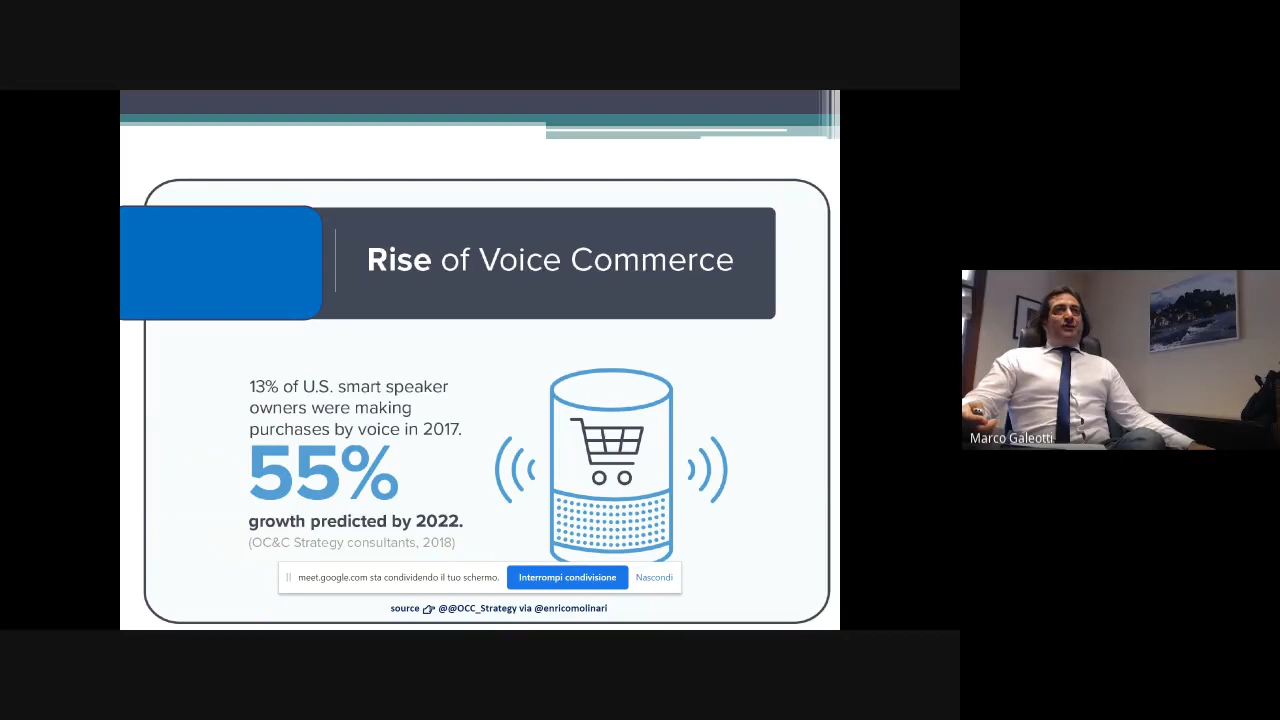 Rise of Voice Commerce
13% of U.S. smart speaker
owners were making
purchases by voice in 2017.
55%
growth predicted by 2022.
(OC&C Strategy consultants, 2018)
meet.google.com sta condividendo il tuo schermo. Interrompi condivisione Nascondi
source @@OCC_Strategy via @enricomolinari
Marco Galeotti